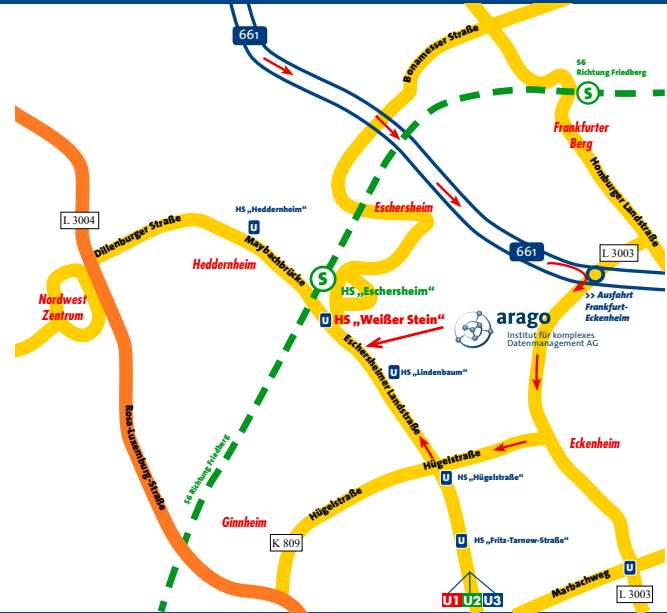 661
Bonamesser Straße
S6
Richtung Friedberg
S
Frankfurter
Berg
Homburger Landstraße
HS „Heddernheim“
U
Eschersheim
L 3004
Dillenburger Straße
Maybachbrücke
Heddernheim
661
L 3003
S
HS „Eschersheim“
>> Ausfahrt
Frankfurt-
Eckenheim
Nordwest
Zentrum
U HS „Weißer Stein“
arago
Institut für komplexes
Datenmanagement AG
Eschersheimer Landstraße
U HS „Lindenbaum“
Rosa-Luxemburg-Straße
S6 Richtung Friedberg
Eckenheim
Hügelstraße
U HS „Hügelstraße“
Hügelstraße
Ginnheim
K 809
U HS „Fritz-Tarnow-Straße“
U
Marbachweg
L 3003
U1 U2 U3